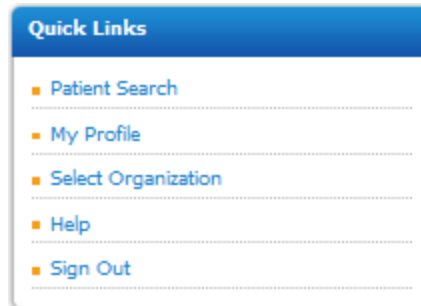 Quick Links
Patient Search
My Profile
Select Organization
Help
Sign Out